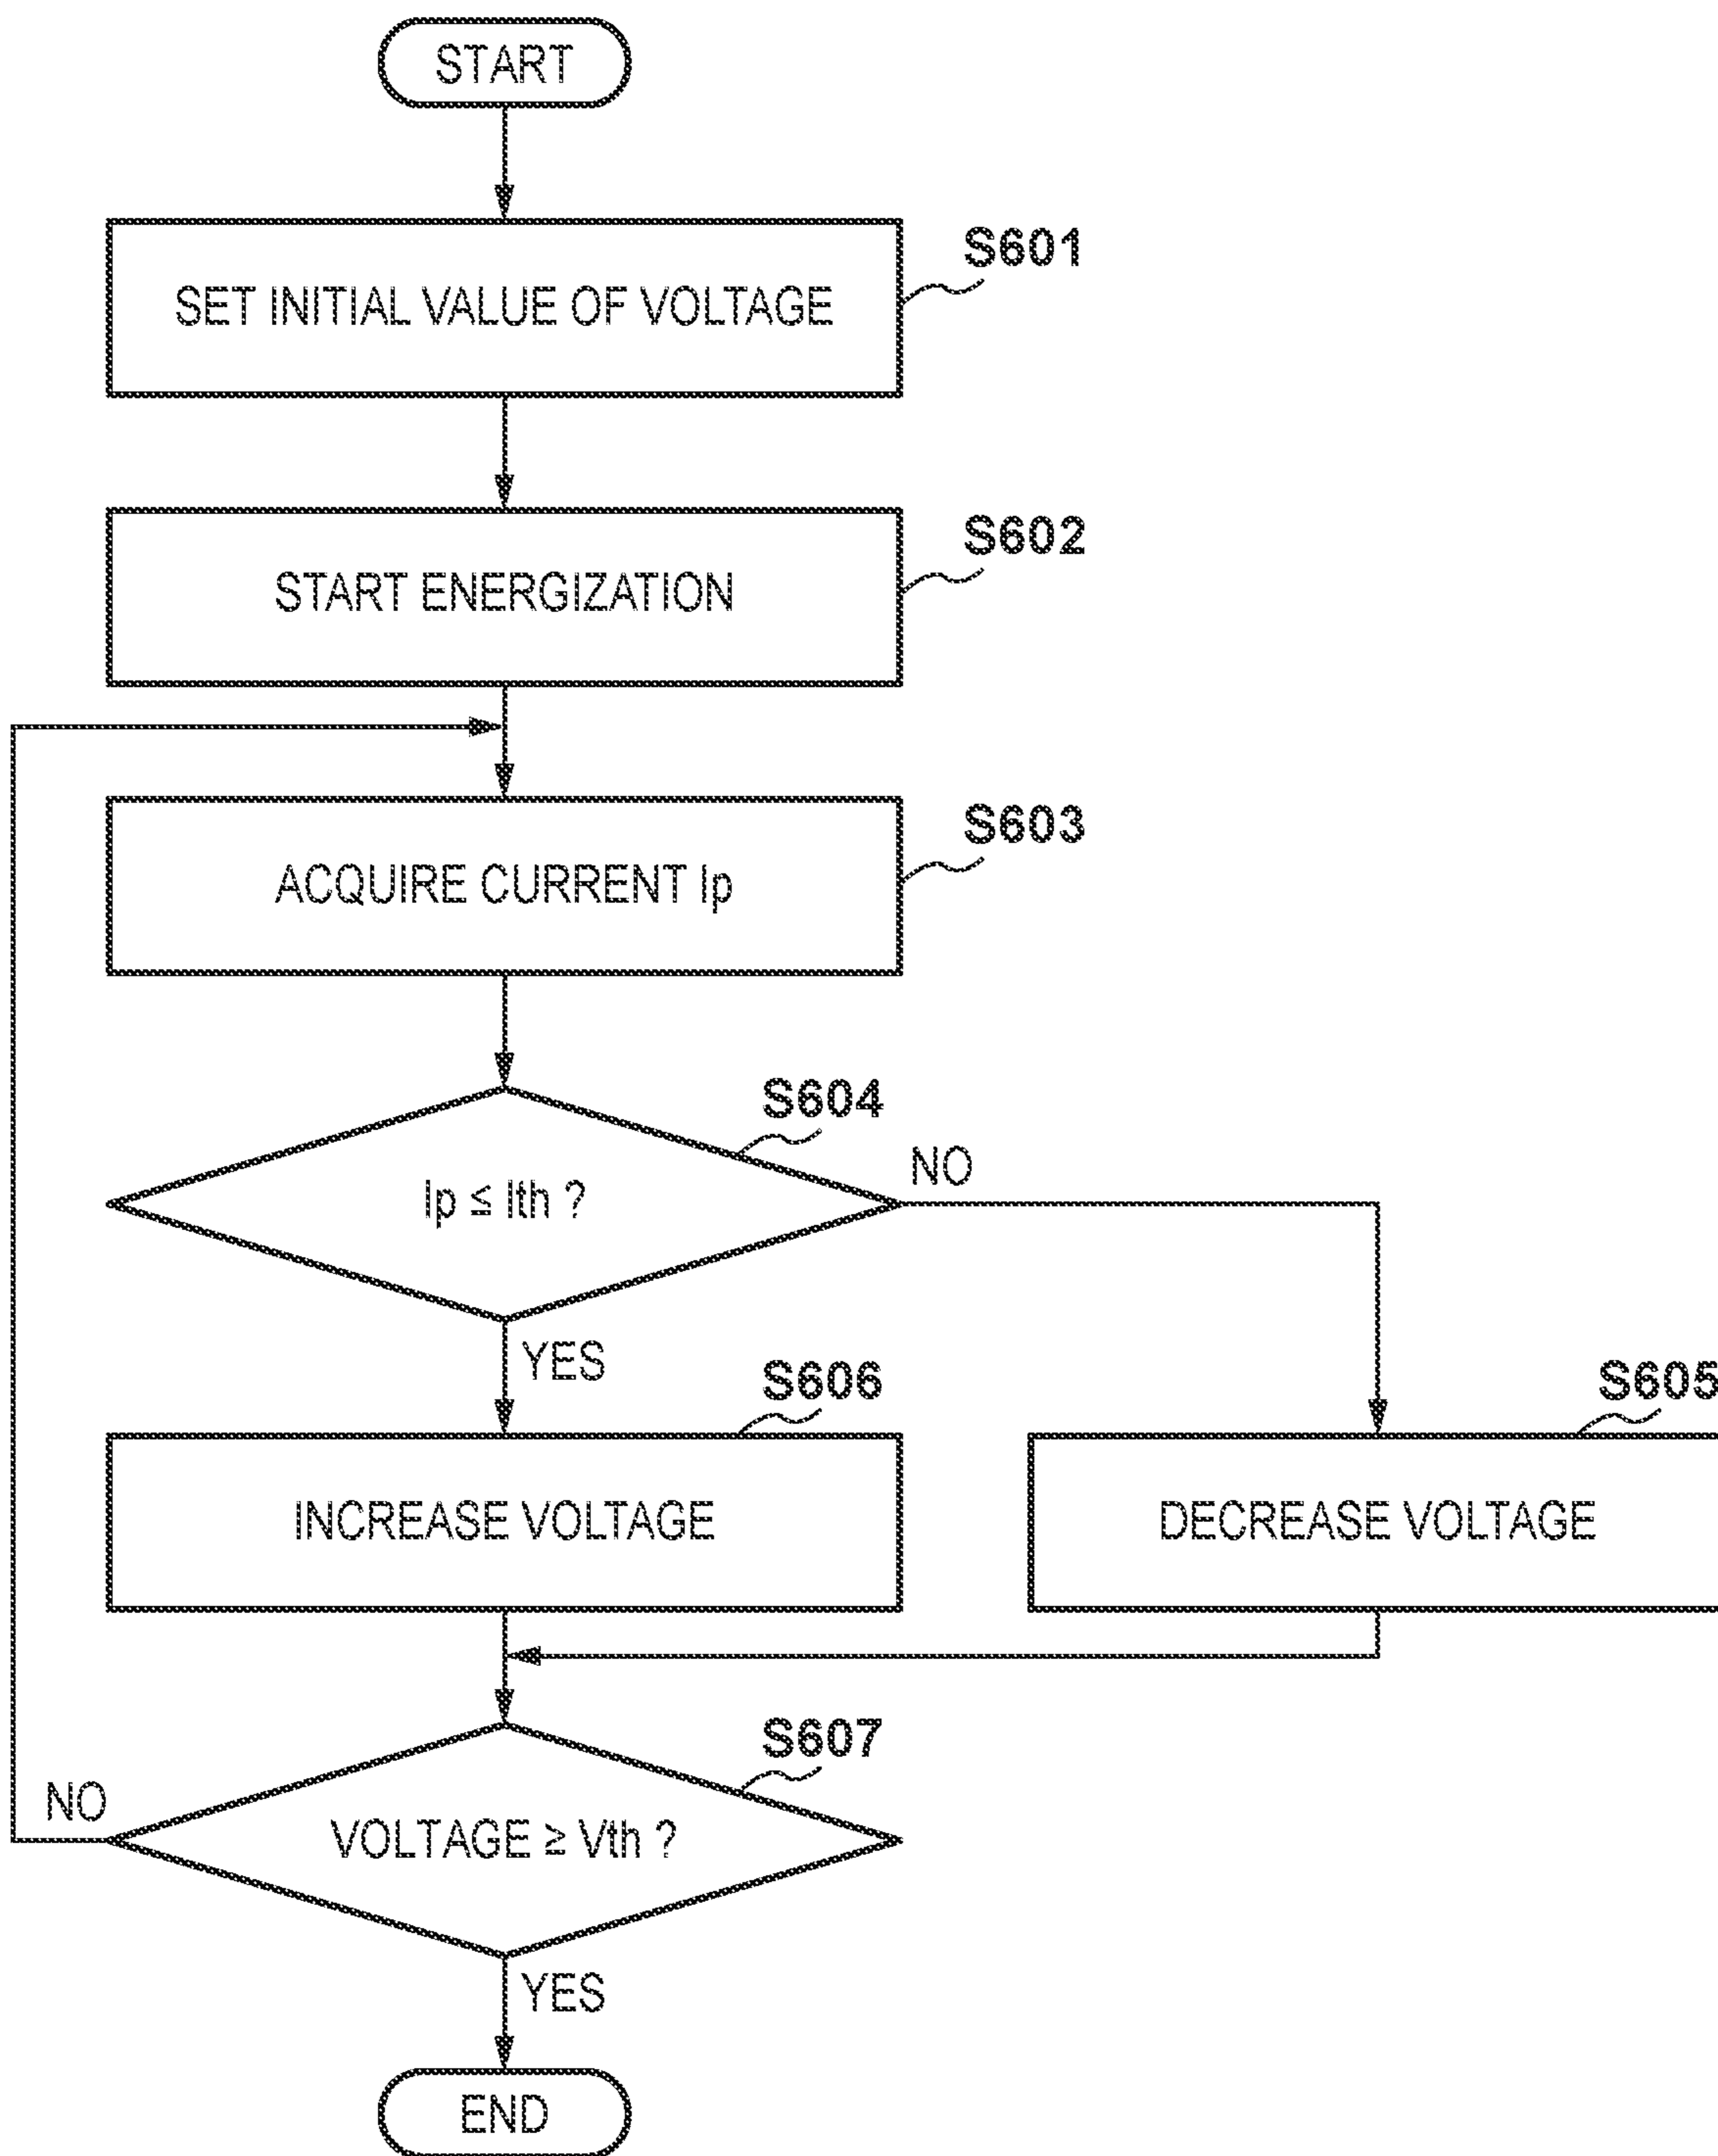 START
S601
SET INITIAL VALUE OF VOLTAGE
S602
START ENERGIZATION
S603
ACQUIRE CURRENT Ip
S604
NO
Ip ≤ Ith ?
YES
S606
S605
INCREASE VOLTAGE
DECREASE VOLTAGE
S607
NO
VOLTAGE ≥ Vth ?
YES
END